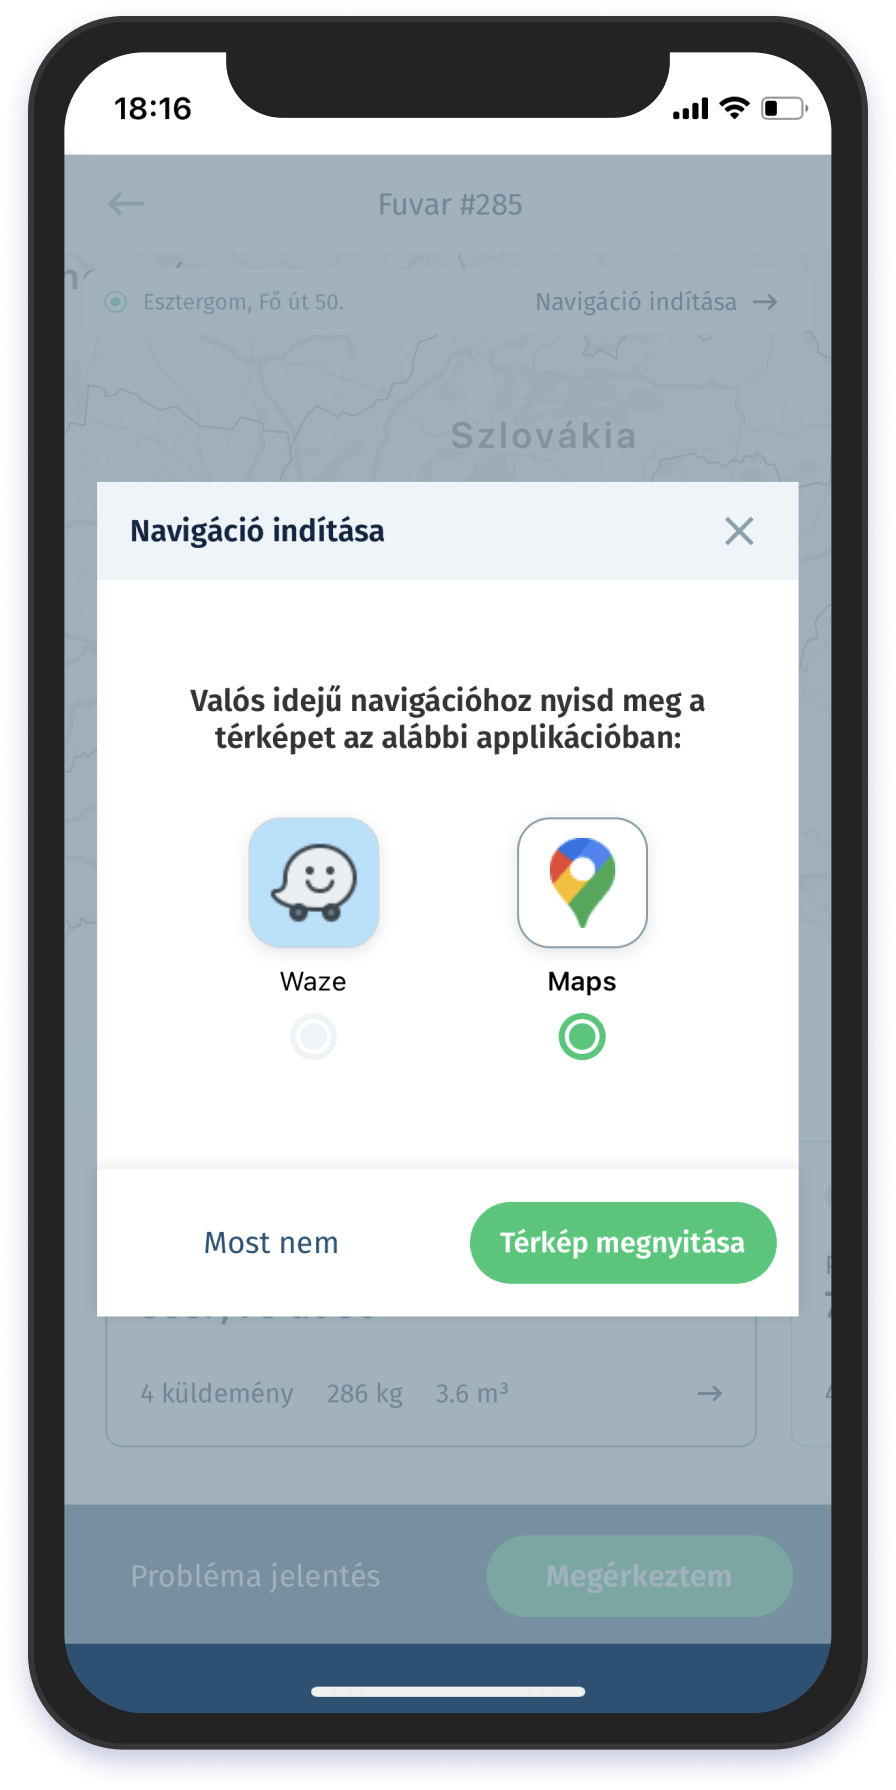 18:16
Fuvar #285
Esztergom, Fő út 50.
Navigáció indítása
Szlovákia
Navigáció indítása
Valós idejű navigációhoz nyisd meg a
térképet az alábbi applikációban:
Waze
Maps
Most nem
Térkép megnyitása
4 küldemény 286 kg 3.6 m³
Probléma jelentés
Megérkeztem